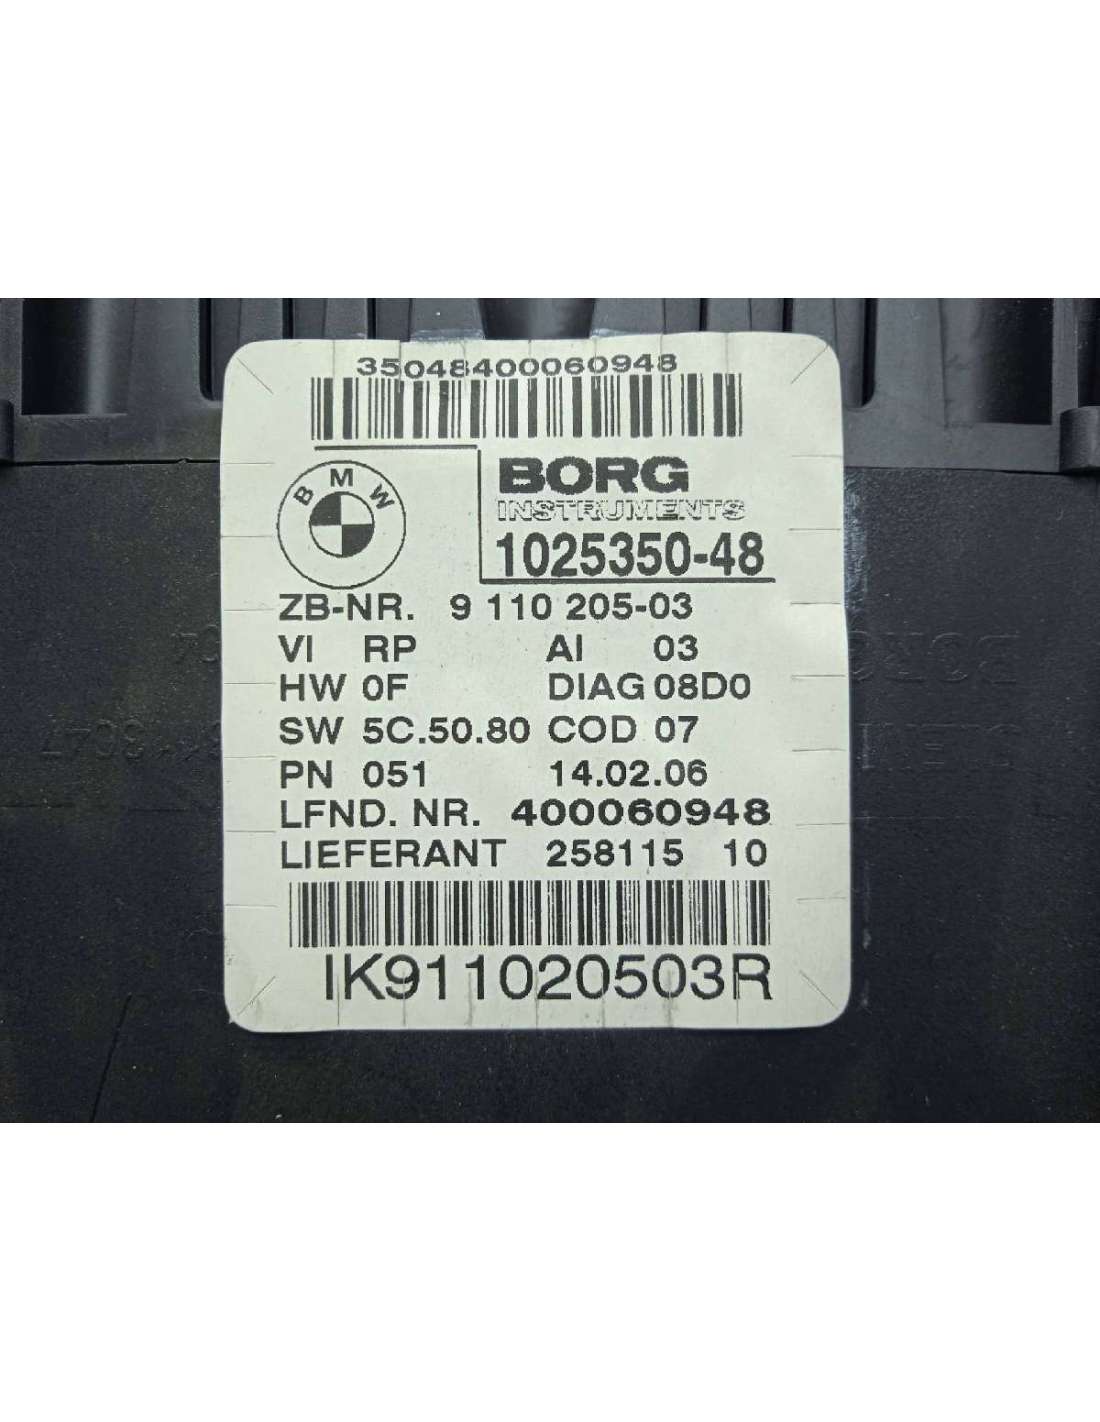 35048400060948
BMW
BORG
INSTRUMENTS
1025350-48
ZB-NR. 9 110 205-03
VI RP AI 03
HW 0F DIAG 08D0
SW 5C.50.80 COD 07
PN 051 14.02.06
LFND. NR. 400060948
LIEFERANT 258115 10
IK911020503R